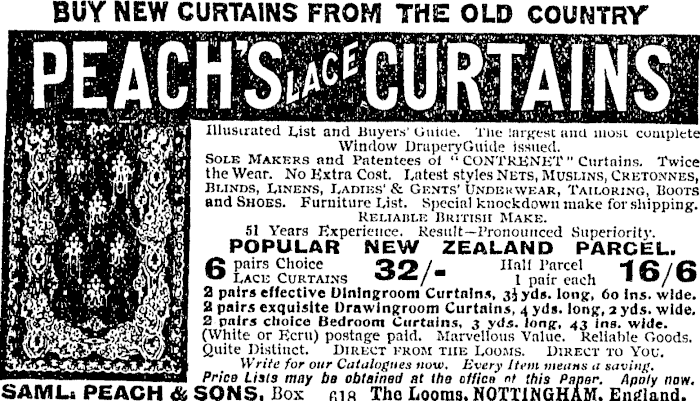 BUY NEW CURTAINS FROM THE OLD COUNTRY
PEACH'S LACE CURTAINS
Illustrated List and Buyers' Guide. The largest and most complete
Window Drapery Guide issued.
SOLE MAKERS and Patentees of "CONTRENET" Curtains. Twice
the Wear. No Extra Cost. Latest styles NETS, MUSLINS, CRETONNES,
BLINDS, LINENS, LADIES' & GENTS' UNDERWEAR, TAILORING, BOOTS
and SHOES. Furniture List. Special knockdown make for shipping.
RELIABLE BRITISH MAKE.
51 Years Experience. Result—Pronounced Superiority.
POPULAR NEW ZEALAND PARCEL.
6 pairs Choice LACE CURTAINS 32/- Half Parcel 1 pair each 16/6
2 pairs effective Diningroom Curtains, 3½ yds. long, 60 ins. wide.
2 pairs exquisite Drawingroom Curtains, 4 yds. long, 2 yds. wide.
2 pairs choice Bedroom Curtains, 3 yds. long, 43 ins. wide.
(White or Ecru) postage paid. Marvellous Value. Reliable Goods.
Quite Distinct. DIRECT FROM THE LOOMS. DIRECT TO YOU.
Write for our Catalogues now. Every Item means a saving.
Price Lists may be obtained at the office of this Paper. Apply now.
SAML. PEACH & SONS, Box 618 The Looms, NOTTINGHAM, England.